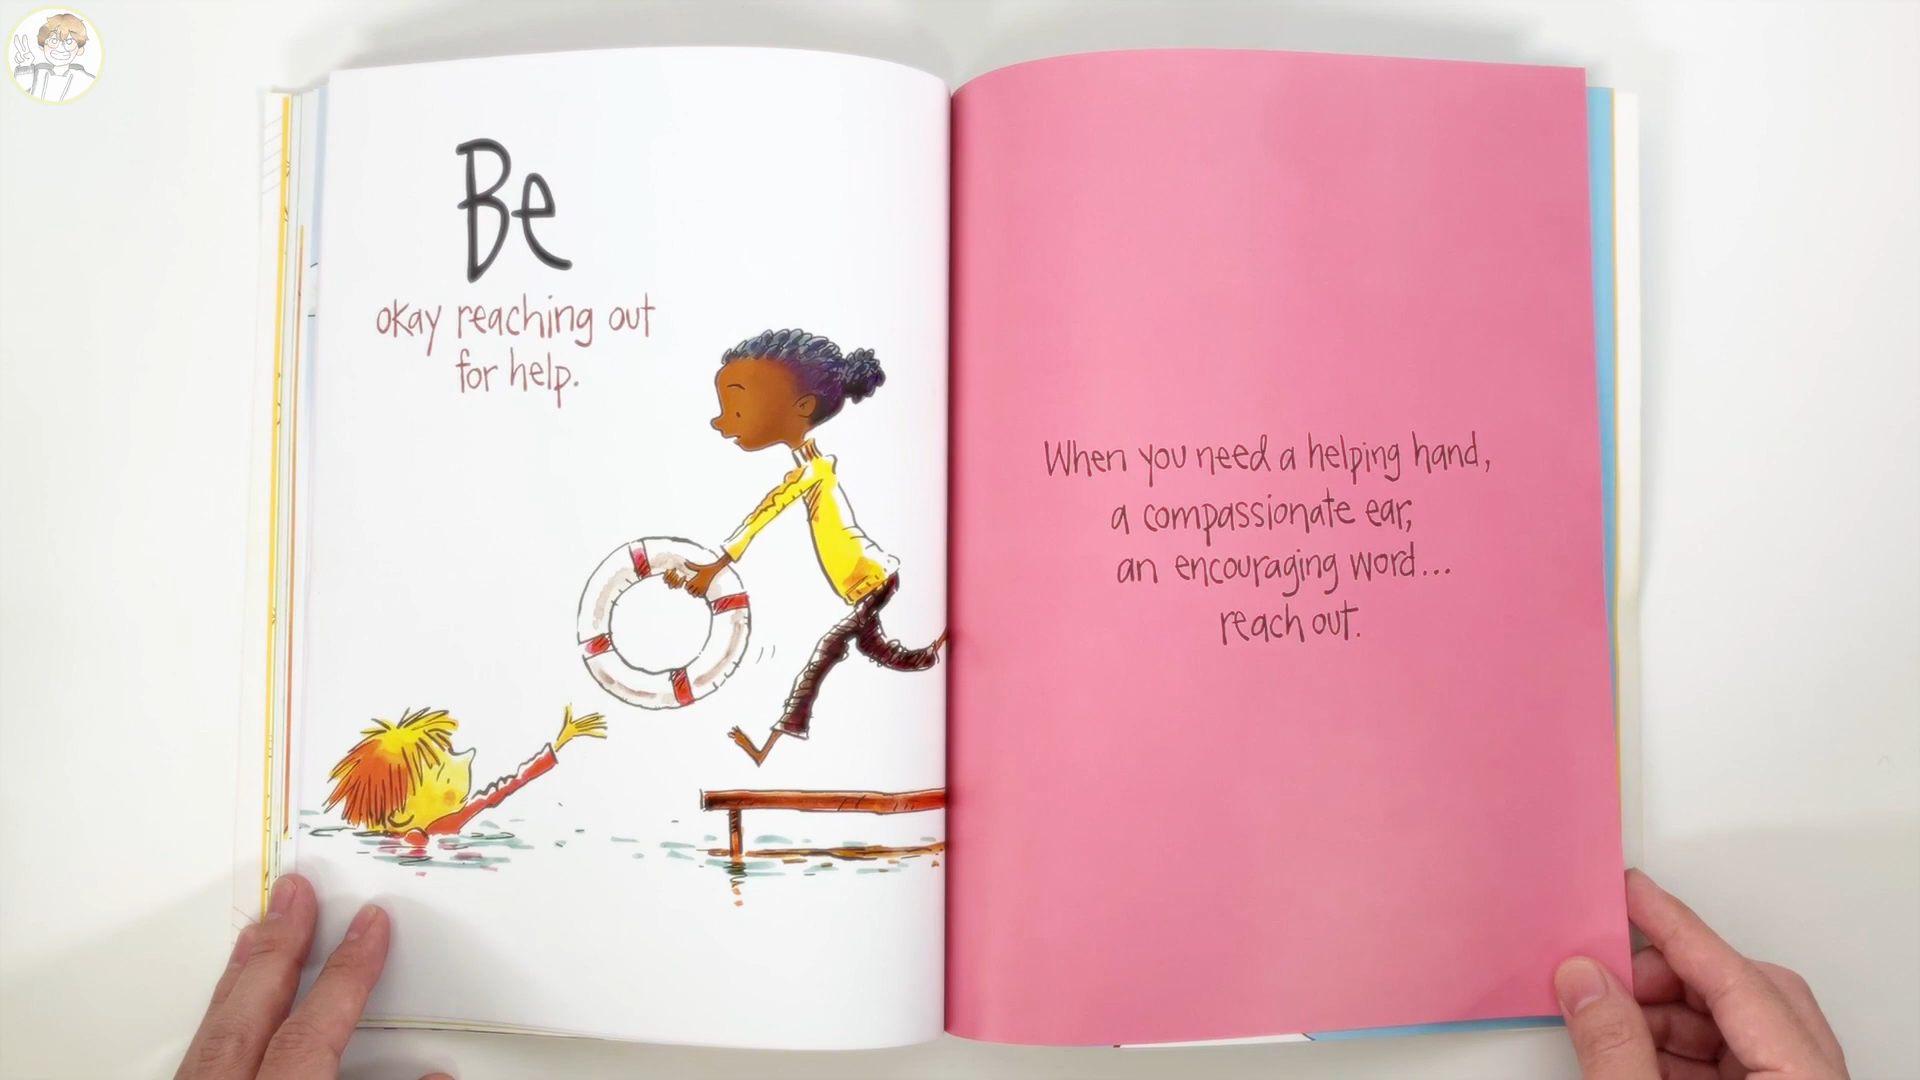 Be
okay reaching out
for help.
When you need a helping hand,
a compassionate ear,
an encouraging word...
reach out.